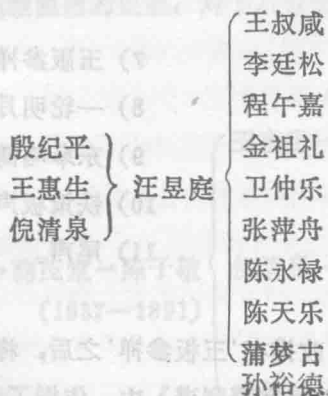 殷纪平
王惠生
倪清泉
汪昱庭
王叔咸
李廷松
程午嘉
金祖礼
卫仲乐
张萍舟
陈永禄
陈天乐
蒲梦古
孙裕德